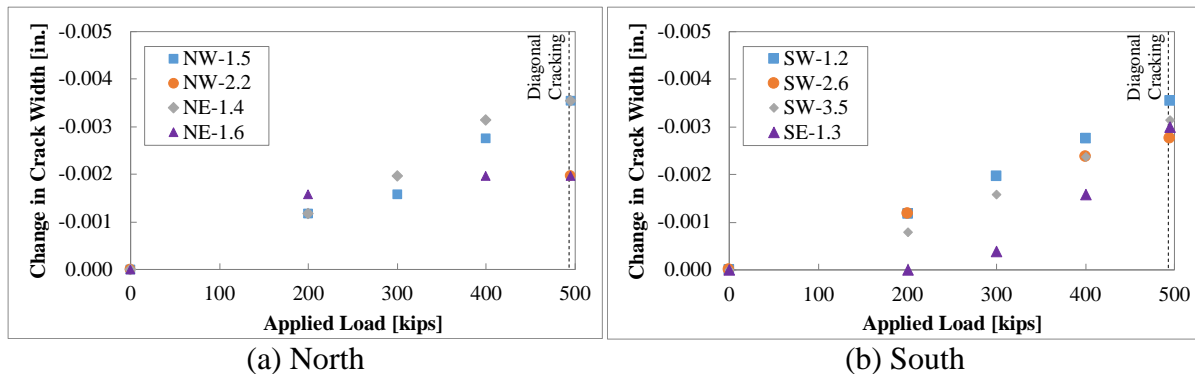 -0.005
-0.004
-0.003
-0.002
-0.001
0.000
Change in Crack Width [in.]
NW-1.5
NW-2.2
NE-1.4
NE-1.6
Diagonal
Cracking
0 100 200 300 400 500
Applied Load [kips]
(a) North
-0.005
-0.004
-0.003
-0.002
-0.001
0.000
Change in Crack Width [in.]
SW-1.2
SW-2.6
SW-3.5
SE-1.3
Diagonal
Cracking
0 100 200 300 400 500
Applied Load [kips]
(b) South